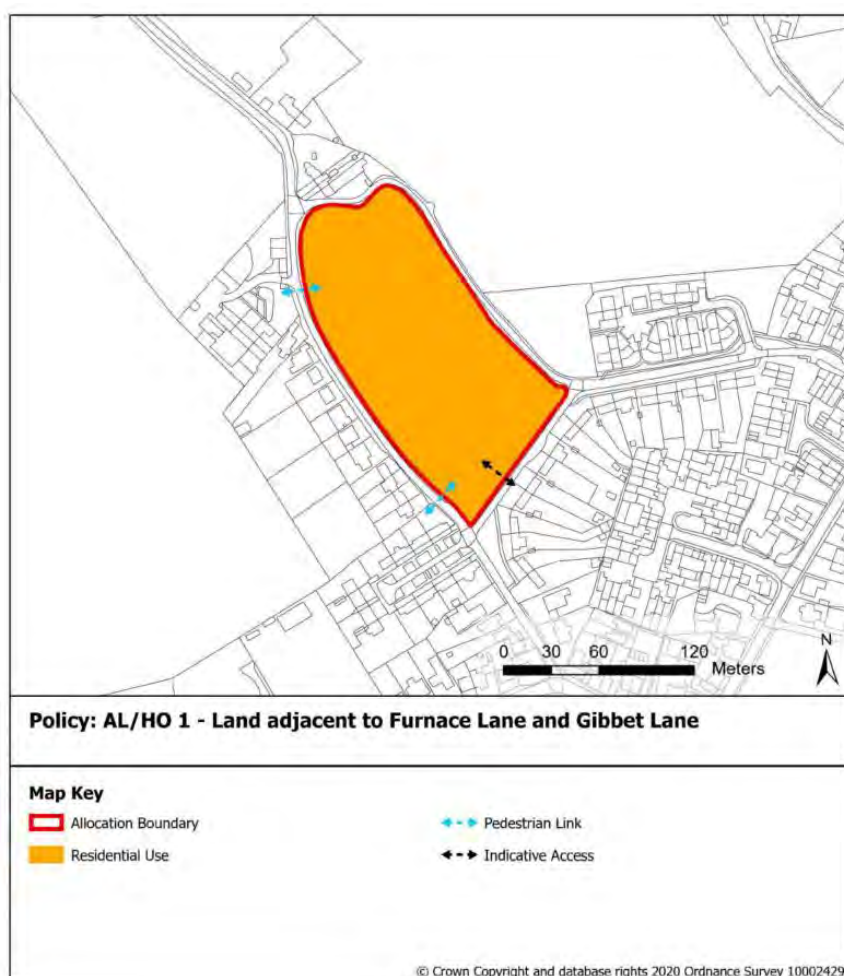 N
0 30 60 120
Meters
Policy: AL/HO 1 - Land adjacent to Furnace Lane and Gibbet Lane
Map Key
Allocation Boundary
Pedestrian Link
Residential Use
Indicative Access
© Crown Copyright and database rights 2020 Ordnance Survey 10002429